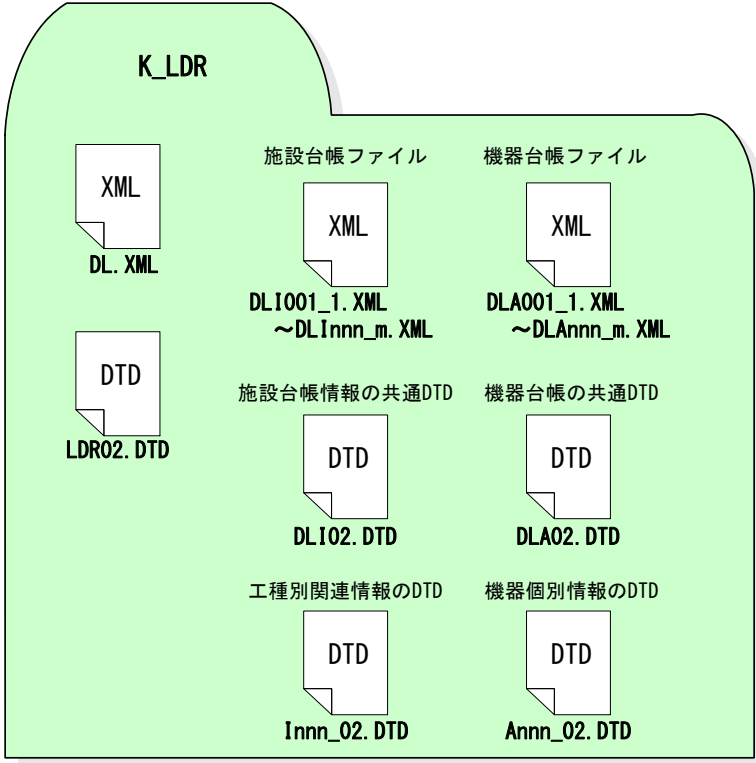 K_LDR
XML
DL.XML
DTD
LDR02.DTD
施設台帳ファイル
XML
DLI001_1.XML
～DLInnn_m.XML
機器台帳ファイル
XML
DLA001_1.XML
～DLAnnn_m.XML
施設台帳情報の共通DTD
DTD
DLI02.DTD
機器台帳の共通DTD
DTD
DLA02.DTD
工種別関連情報のDTD
DTD
Innn_02.DTD
機器個別情報のDTD
DTD
Annn_02.DTD